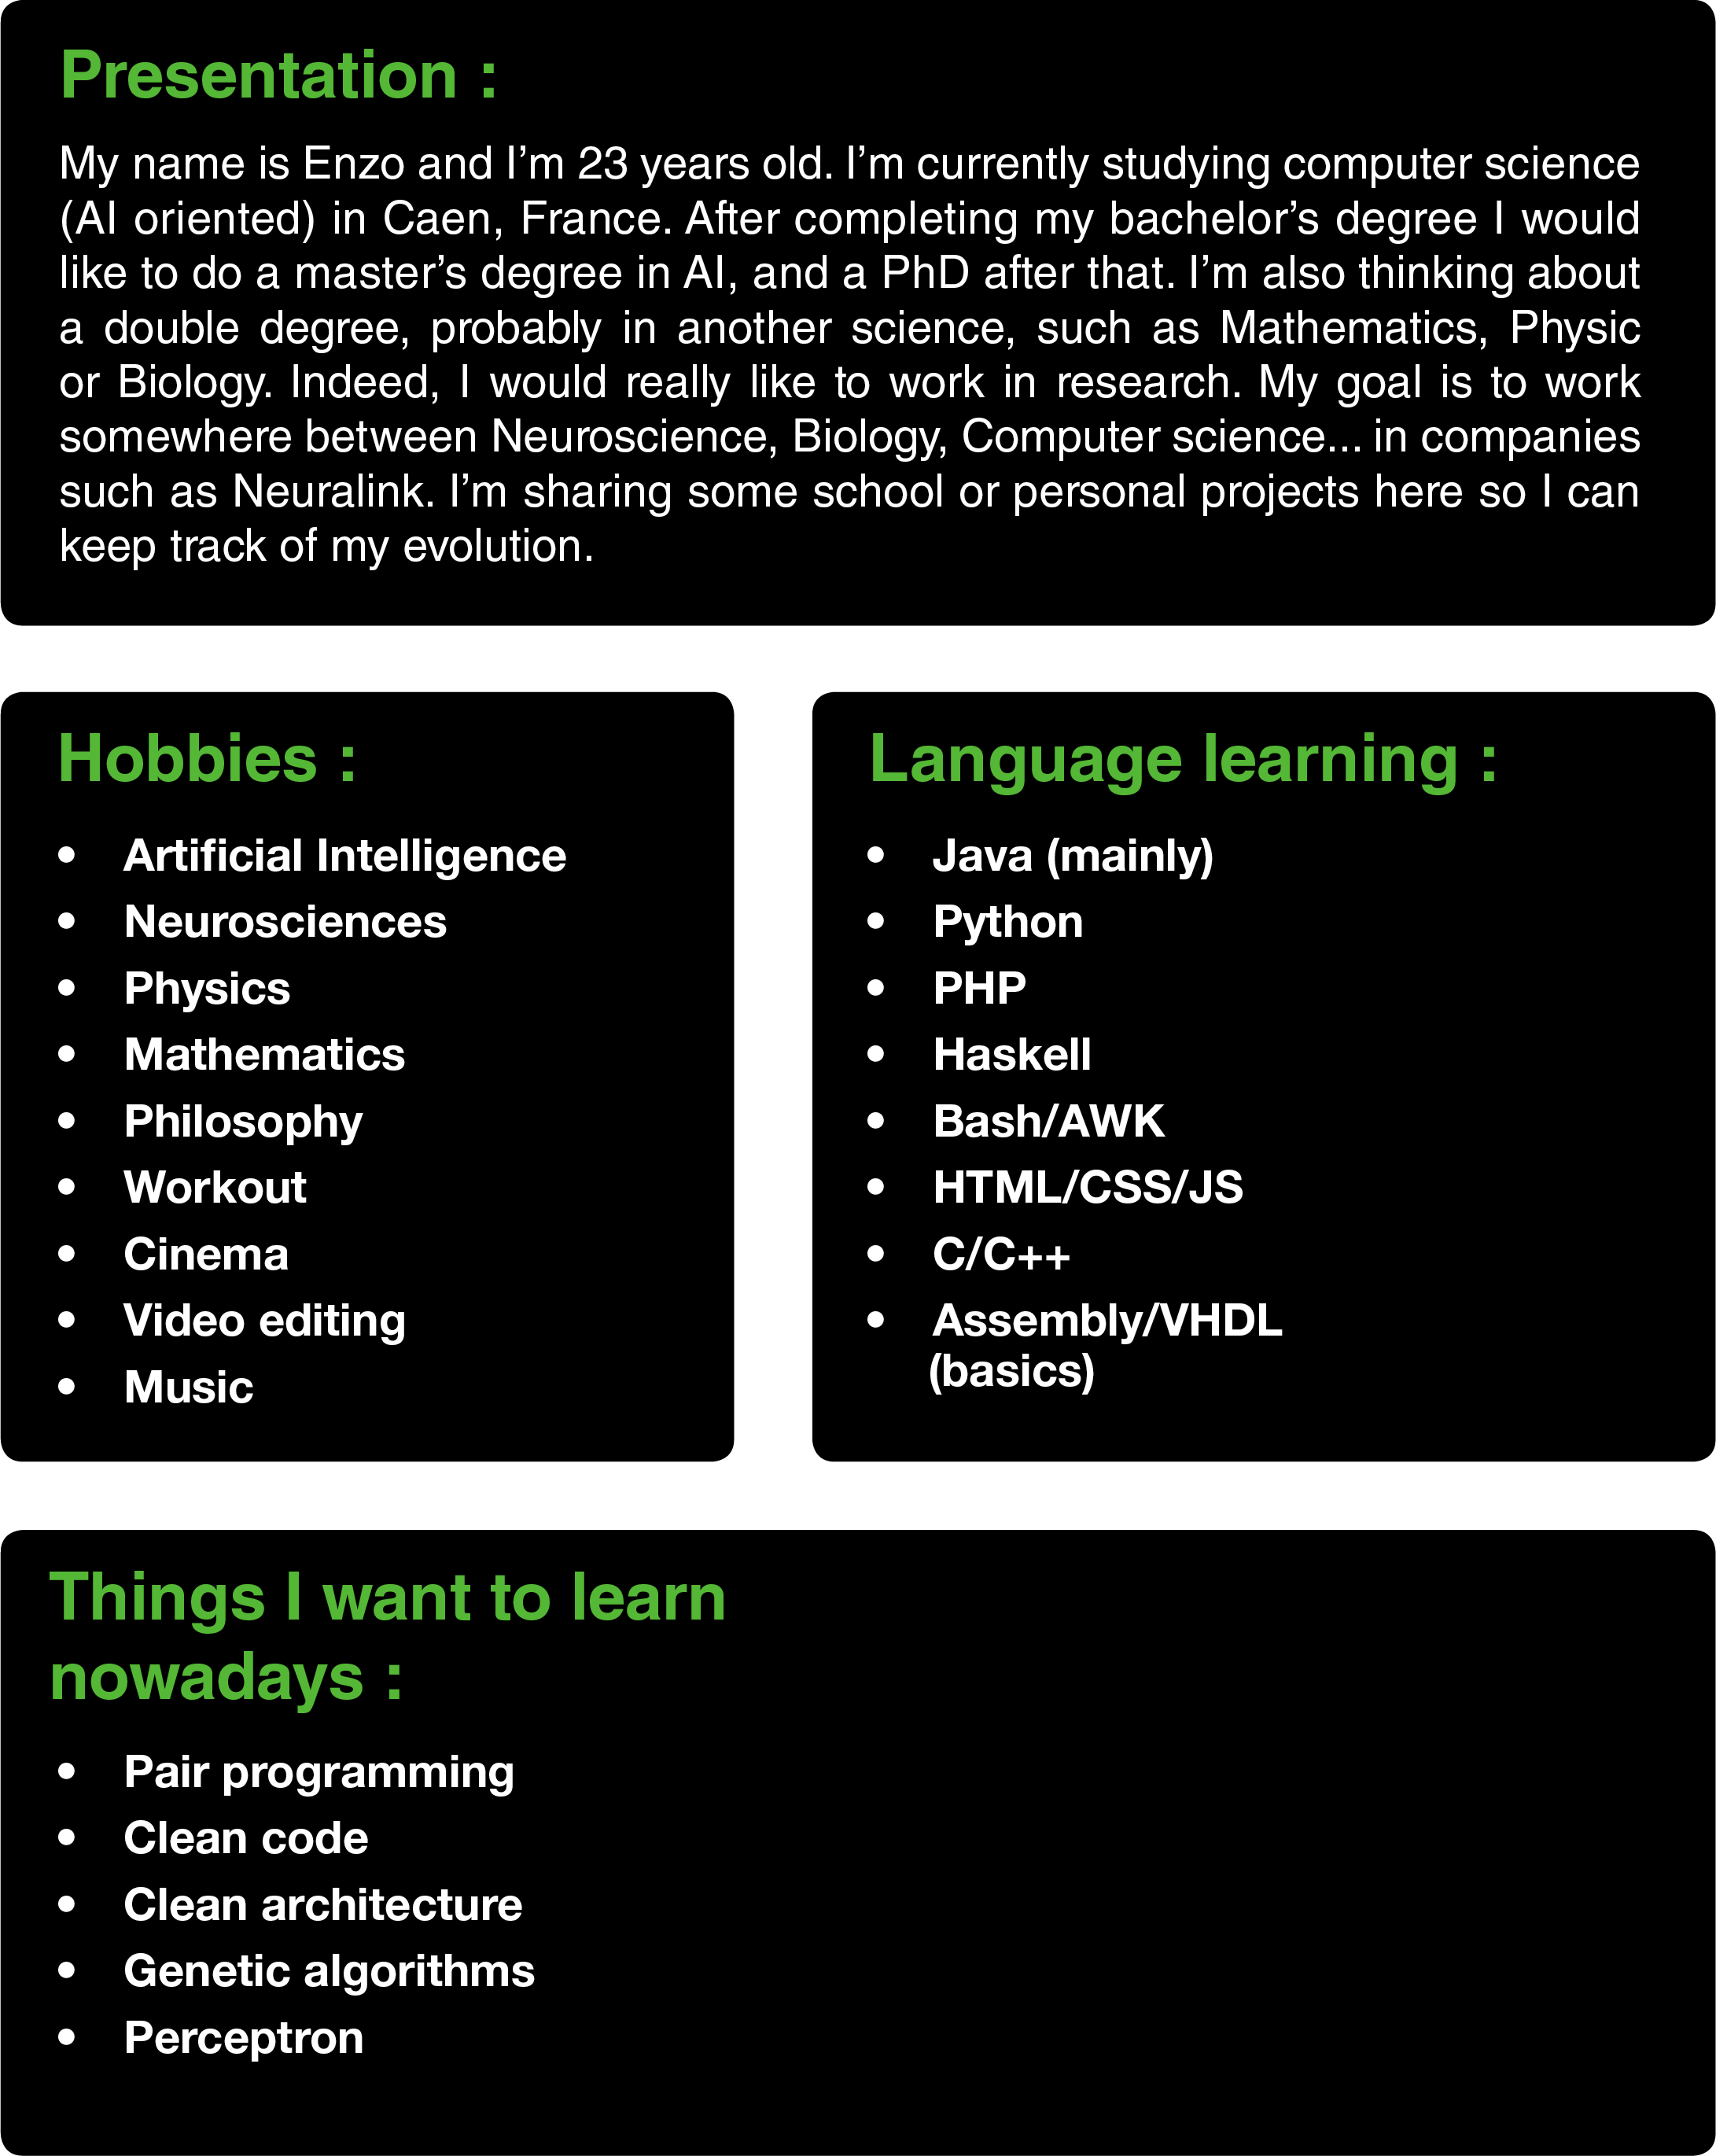 Presentation :
My name is Enzo and I’m 23 years old. I’m currently studying computer science
(AI oriented) in Caen, France. After completing my bachelor’s degree I would
like to do a master’s degree in AI, and a PhD after that. I’m also thinking about
a double degree, probably in another science, such as Mathematics, Physic
or Biology. Indeed, I would really like to work in research. My goal is to work
somewhere between Neuroscience, Biology, Computer science... in companies
such as Neuralink. I’m sharing some school or personal projects here so I can
keep track of my evolution.
Hobbies :
• Artificial Intelligence
• Neurosciences
• Physics
• Mathematics
• Philosophy
• Workout
• Cinema
• Video editing
• Music
Language learning :
• Java (mainly)
• Python
• PHP
• Haskell
• Bash/AWK
• HTML/CSS/JS
• C/C++
• Assembly/VHDL
(basics)
Things I want to learn
nowadays :
• Pair programming
• Clean code
• Clean architecture
• Genetic algorithms
• Perceptron